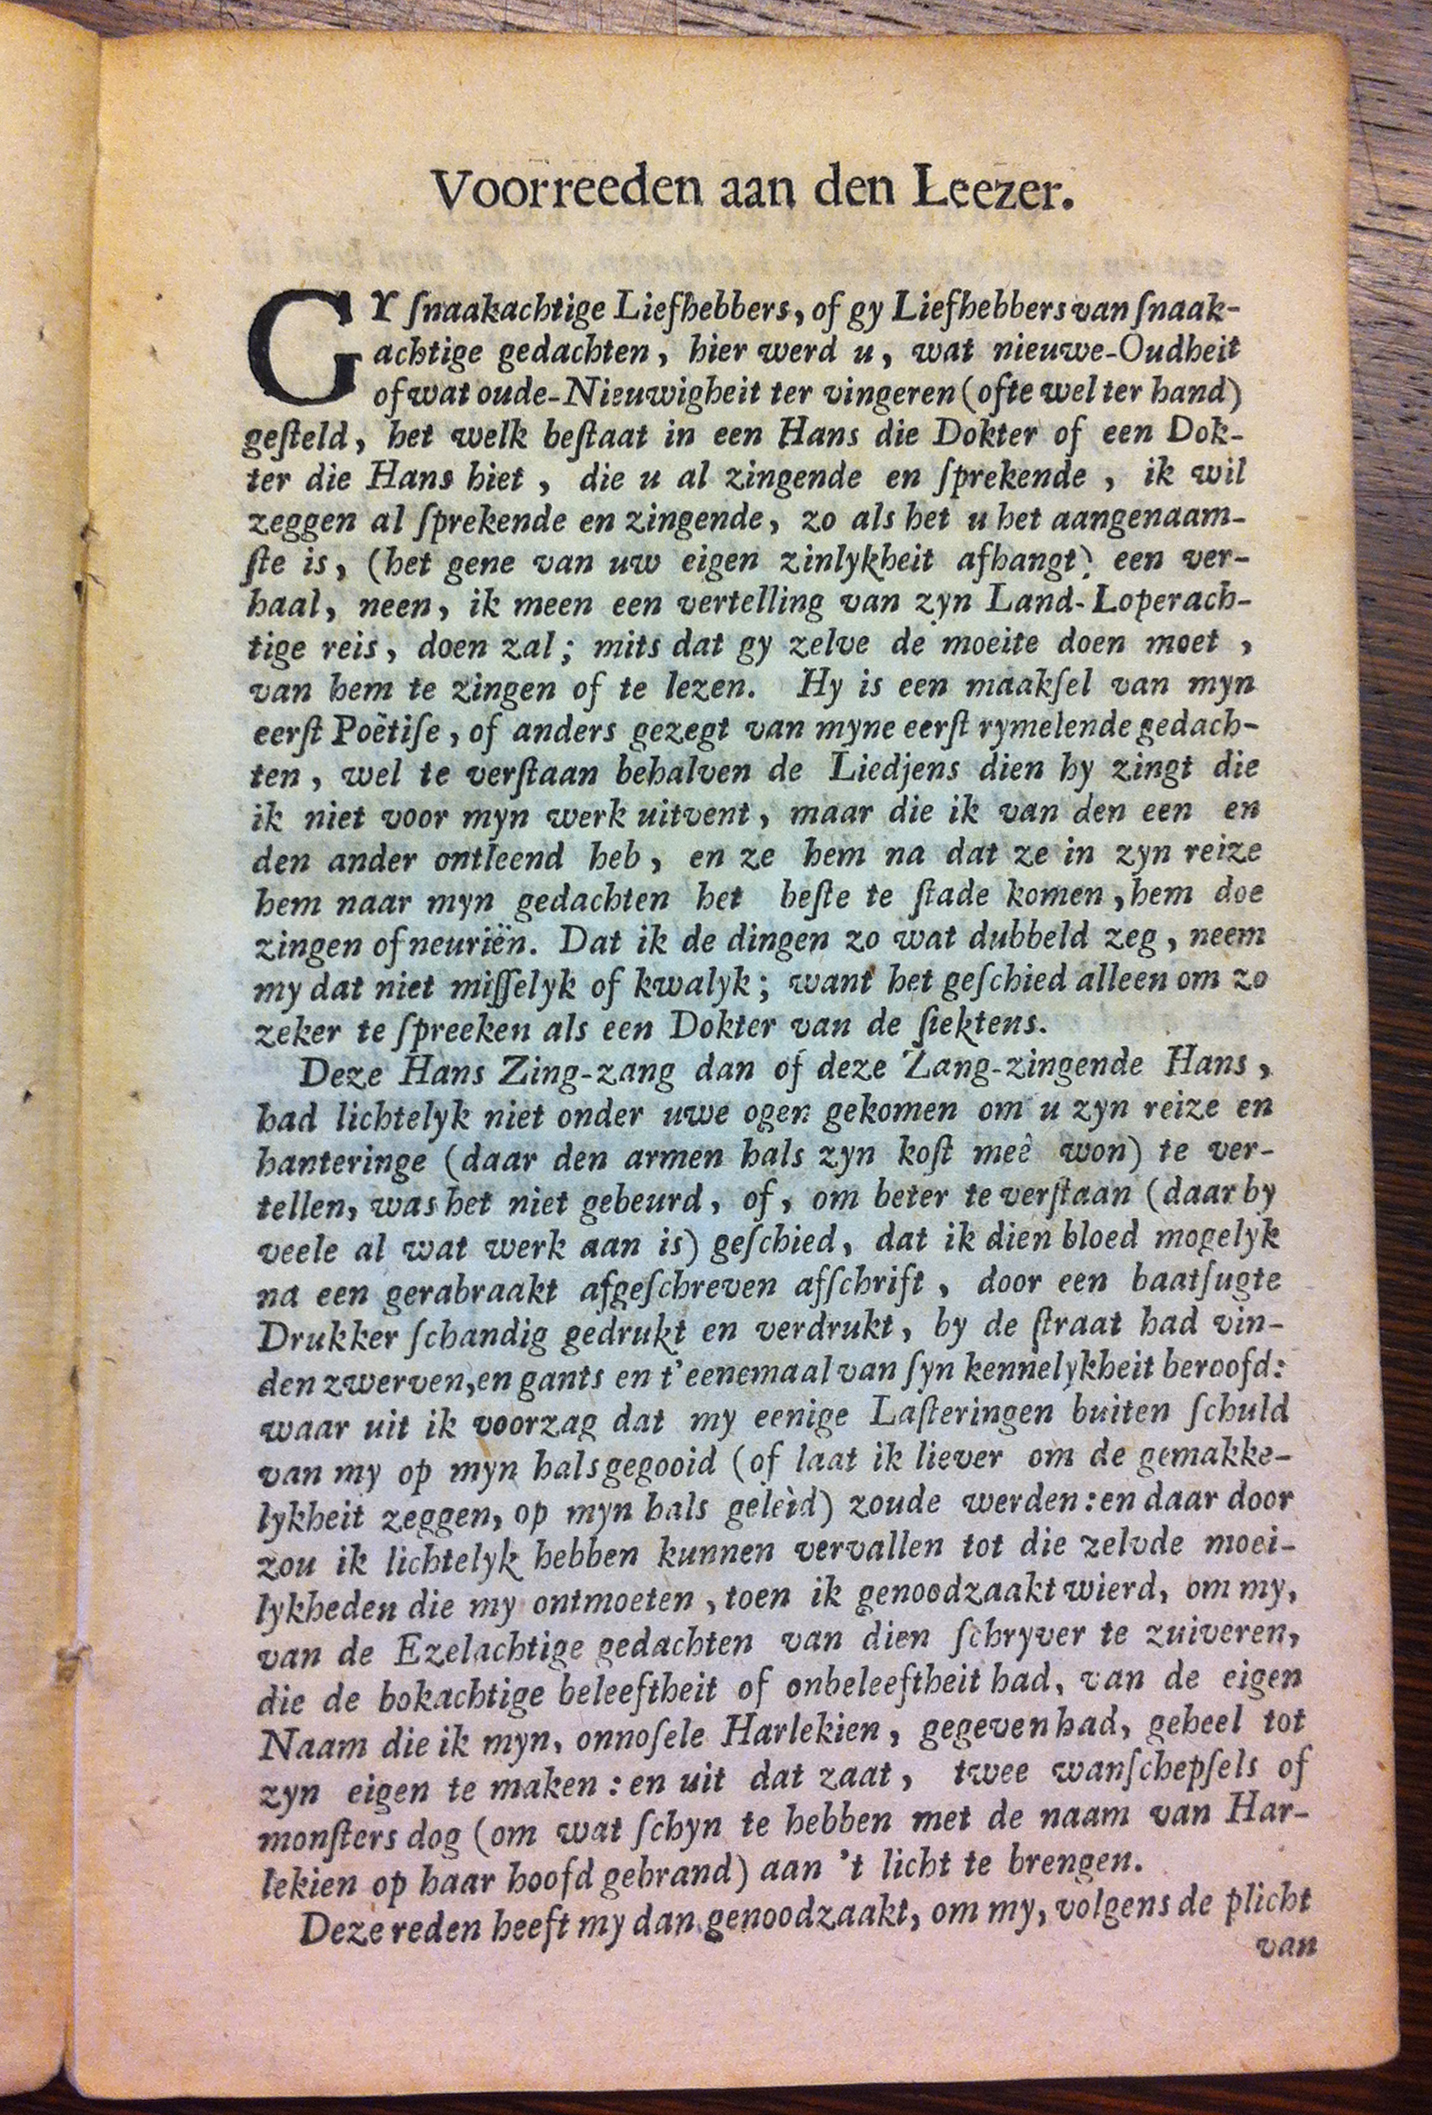 Voorreeden aan den Leezer.
GY ſnaakachtige Liefhebbers, of gy Liefhebbers van ſnaak-
achtige gedachten, hier werd u, wat nieuwe-Oudheit
of wat oude-Nieuwigheit ter vingeren (ofte wel ter hand)
geſteld, het welk beſtaat in een Hans die Dokter of een Dok-
ter die Hans hiet, die u al zingende en ſprekende, ik wil
zeggen al ſprekende en zingende, zo als het u het aangenaam-
ſte is, (het gene van uw eigen zinlykheit afhangt) een ver-
haal, neen, ik meen een vertelling van zyn Land-Loperach-
tige reis, doen zal; mits dat gy zelve de moeite doen moet,
van hem te zingen of te lezen. Hy is een maakſel van myn
eerſt Poëtiſe, of anders gezegt van myne eerſt rymelende gedach-
ten, wel te verſtaan behalven de Liedjens dien hy zingt die
ik niet voor myn werk uitvent, maar die ik van den een en
den ander ontleend heb, en ze hem na dat ze in zyn reize
hem naar myn gedachten het beſte te ſtade komen, hem doe
zingen of neuriën. Dat ik de dingen zo wat dubbeld zeg, neem
my dat niet miſſelyk of kwalyk; want het geſchied alleen om zo
zeker te ſpreeken als een Dokter van de ſiektens.
Deze Hans Zing-zang dan of deze Zang-zingende Hans,
had lichtelyk niet onder uwe ogen gekomen om u zyn reize en
hanteringe (daar den armen hals zyn koſt meê won) te ver-
tellen, was het niet gebeurd, of, om beter te verſtaan (daar by
veele al wat werk aan is) geſchied, dat ik dien bloed mogelyk
na een gerabraakt afgeſchreven afſchrift, door een baatſugte
Drukker ſchandig gedrukt en verdrukt, by de ſtraat had vin-
den zwerven, en gants en t'eenemaal van ſyn kennelykheit beroofd:
waar uit ik voorzag dat my eenige Laſteringen buiten ſchuld
van my op myn hals gegooid (of laat ik liever om de gemakke-
lykheit zeggen, op myn hals geleid) zoude werden: en daar door
zou ik lichtelyk hebben kunnen vervallen tot die zelvde moei-
lykheden die my ontmoeten, toen ik genoodzaakt wierd, om my,
van de Ezelachtige gedachten van dien ſchryver te zuiveren,
die de bokachtige beleeftheit of onbeleeftheit had, van de eigen
Naam die ik myn, onnoſele Harlekien, gegeven had, geheel tot
zyn eigen te maken: en uit dat zaat, twee wanſchepſels of
monſters dog (om wat ſchyn te hebben met de naam van Har-
lekien op haar hoofd gebrand) aan 't licht te brengen.
Deze reden heeft my dan genoodzaakt, om my, volgens de plicht
van